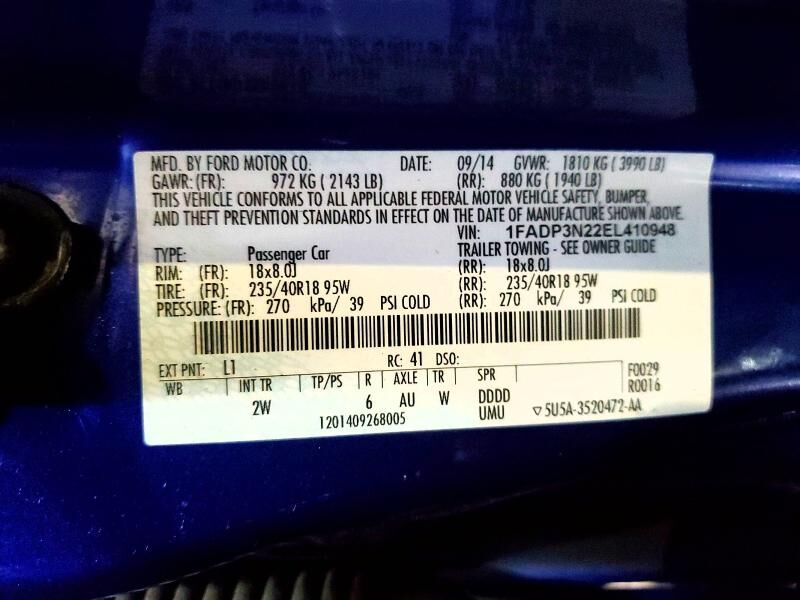 MFD. BY FORD MOTOR CO. DATE: 09/14 GVWR: 1810 KG ( 3990 LB)
GAWR: (FR): 972 KG ( 2143 LB) (RR): 880 KG ( 1940 LB)
THIS VEHICLE CONFORMS TO ALL APPLICABLE FEDERAL MOTOR VEHICLE SAFETY, BUMPER,
AND THEFT PREVENTION STANDARDS IN EFFECT ON THE DATE OF MANUFACTURE SHOWN ABOVE.
VIN: 1FADP3N22EL410948
TYPE: Passenger Car TRAILER TOWING - SEE OWNER GUIDE
RIM: (FR): 18x8.0J (RR): 18x8.0J
TIRE: (FR): 235/40R18 95W (RR): 235/40R18 95W
PRESSURE: (FR): 270 kPa/ 39 PSI COLD (RR): 270 kPa/ 39 PSI COLD
EXT PNT: L1 RC: 41 DSO:
WB INT TR TP/PS R AXLE TR SPR F0029
R0016
2W 6 AU W DDDD
1201409268005 UMU ▽5U5A-3520472-AA